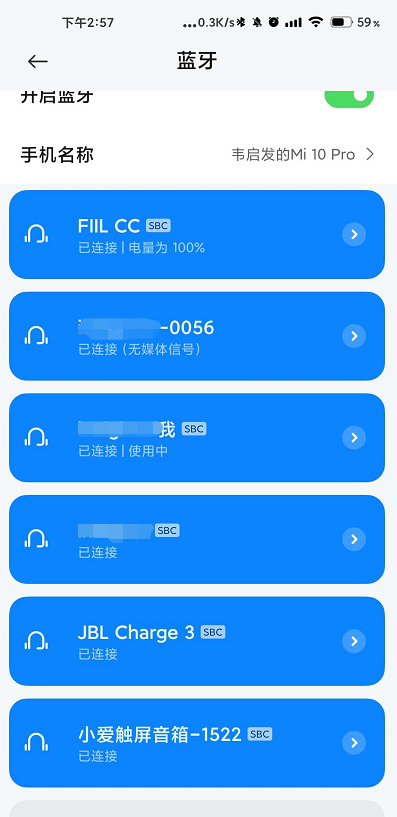 下午2:57
...0.3K/s
59%
蓝牙
开启蓝牙
手机名称
韦启发的Mi 10 Pro
FIIL CC SBC
已连接 | 电量为 100%
-0056
已连接（无媒体信号）
我 SBC
已连接 | 使用中
SBC
已连接
JBL Charge 3 SBC
已连接
小爱触屏音箱-1522 SBC
已连接